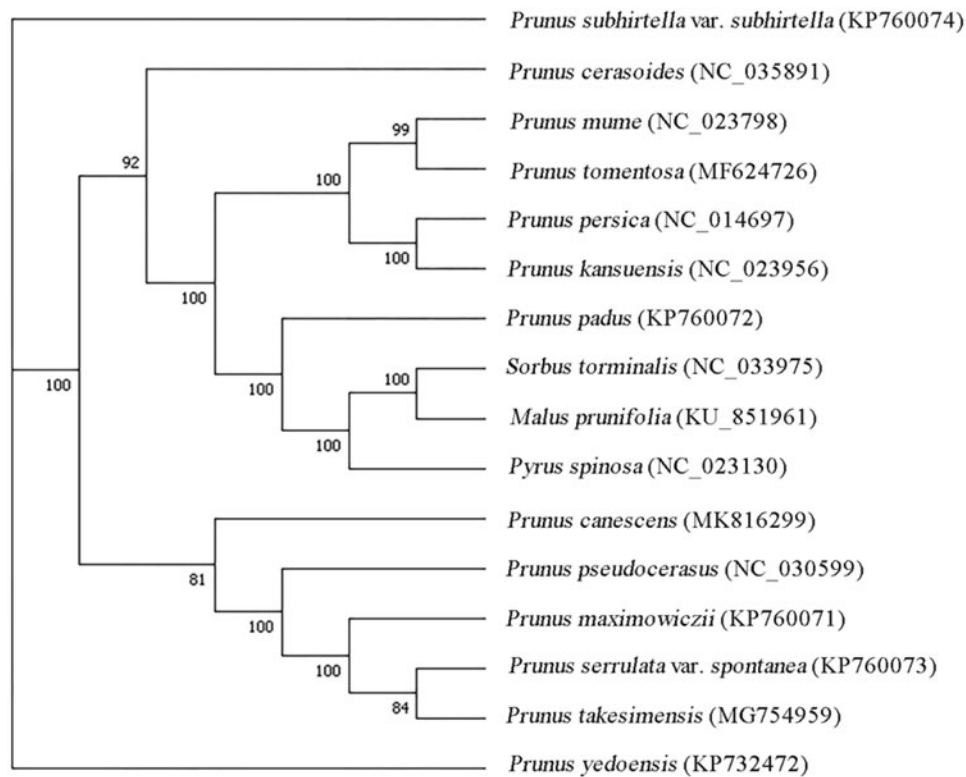 Prunus subhirtella var. subhirtella (KP760074)
Prunus cerasoides (NC_035891)
99
Prunus mume (NC_023798)
92
100
Prunus tomentosa (MF624726)
Prunus persica (NC_014697)
100
Prunus kansuensis (NC_023956)
100
Prunus padus (KP760072)
Sorbus torminalis (NC_033975)
100
100
100
Malus prunifolia (KU_851961)
100
Pyrus spinosa (NC_023130)
Prunus canescens (MK816299)
81
Prunus pseudocerasus (NC_030599)
100
Prunus maximowiczii (KP760071)
100
Prunus serrulata var. spontanea (KP760073)
84
Prunus takesimensis (MG754959)
Prunus yedoensis (KP732472)